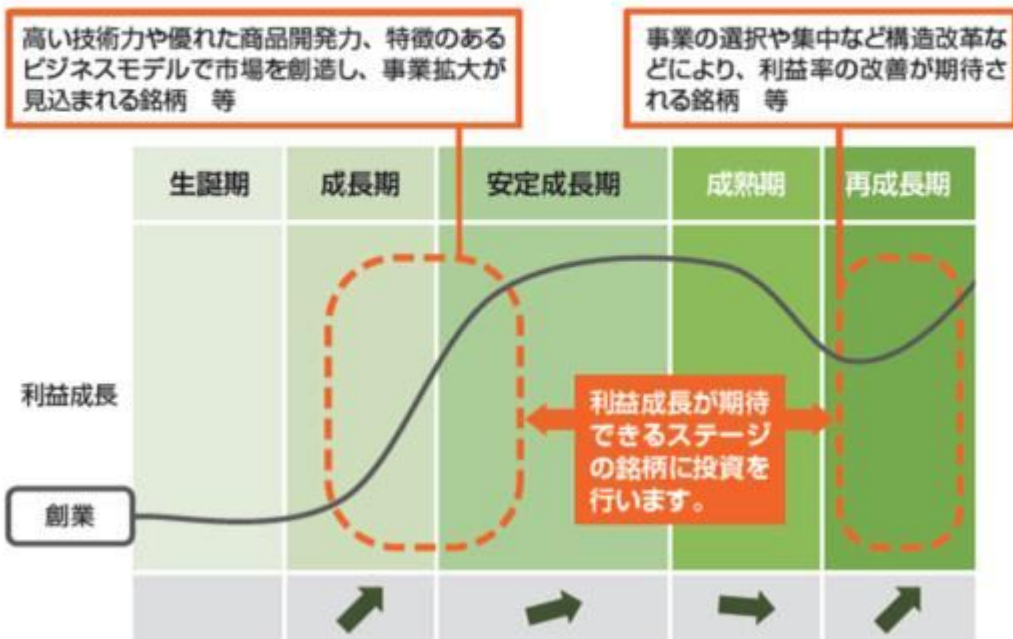 高い技術力や優れた商品開発力、特徴のある
ビジネスモデルで市場を創造し、事業拡大が
見込まれる銘柄　等
事業の選択や集中など構造改革な
どにより、利益率の改善が期待さ
れる銘柄　等
生誕期
成長期
安定成長期
成熟期
再成長期
利益成長
利益成長が期待
できるステージ
の銘柄に投資を
行います。
創業